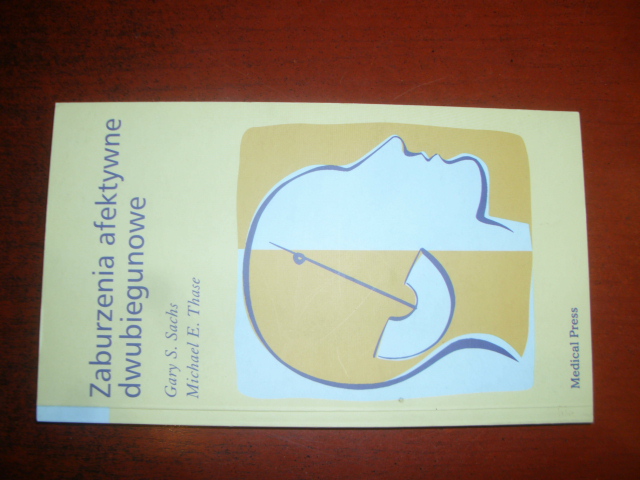 Zaburzenia afektywne
dwubiegunowe
Gary S. Sachs
Michael E. Thase
Medical Press